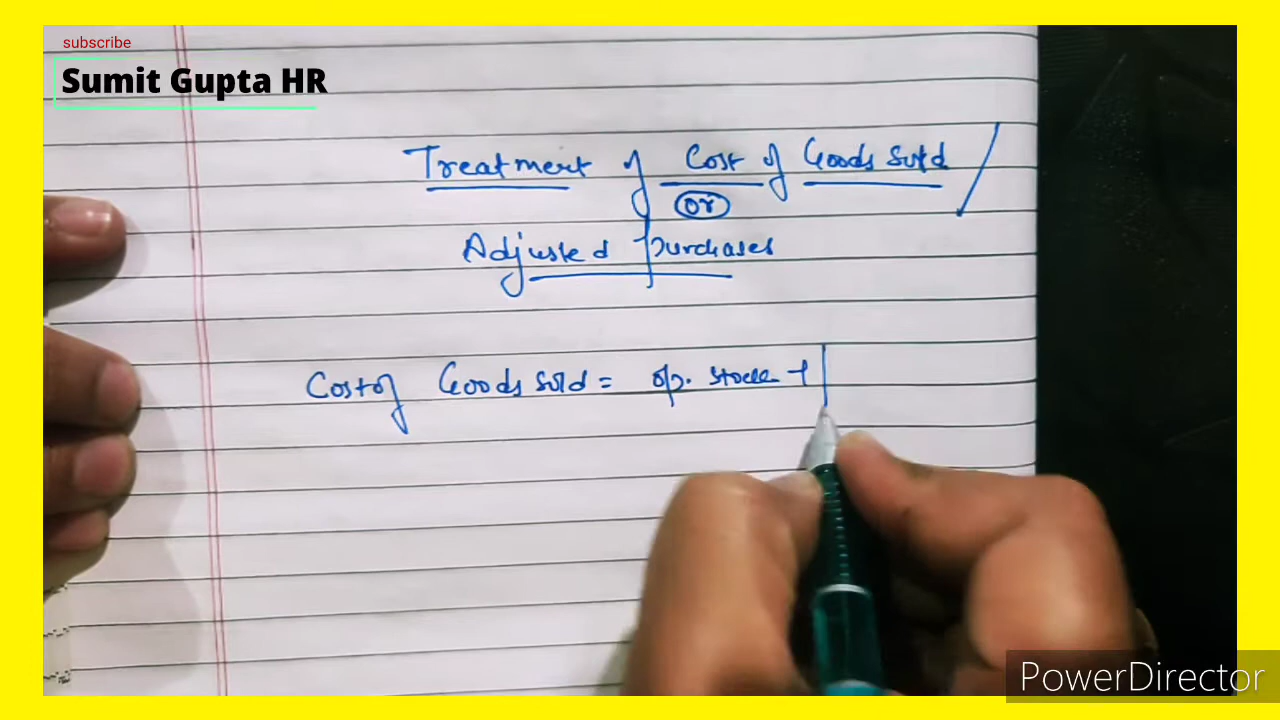 subscribe
Sumit Gupta HR
Treatment of Cost of Goods Sold
or
Adjusted purchases
Cost of Goods Sold = op. stock +
PowerDirector